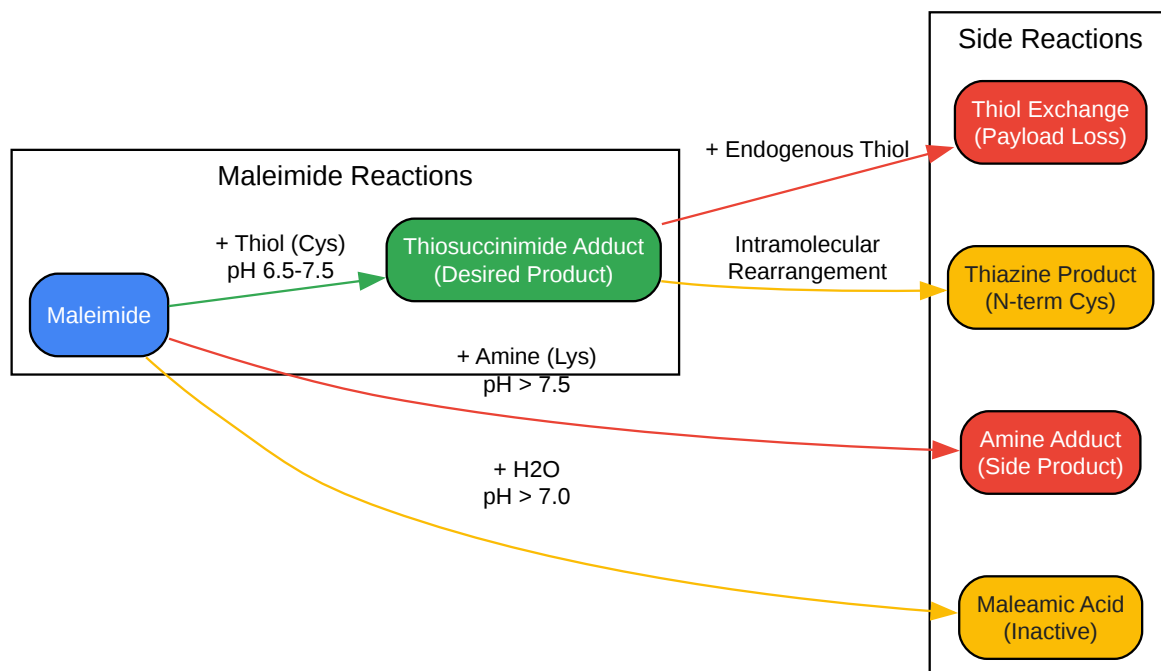 Side Reactions
Thiol Exchange
(Payload Loss)
+ Endogenous Thiol
Maleimide Reactions
+ Thiol (Cys)
pH 6.5-7.5
Thiosuccinimide Adduct
(Desired Product)
Intramolecular
Rearrangement
Thiazine Product
(N-term Cys)
Maleimide
+ Amine (Lys)
pH > 7.5
Amine Adduct
(Side Product)
+ H2O
pH > 7.0
Maleamic Acid
(Inactive)